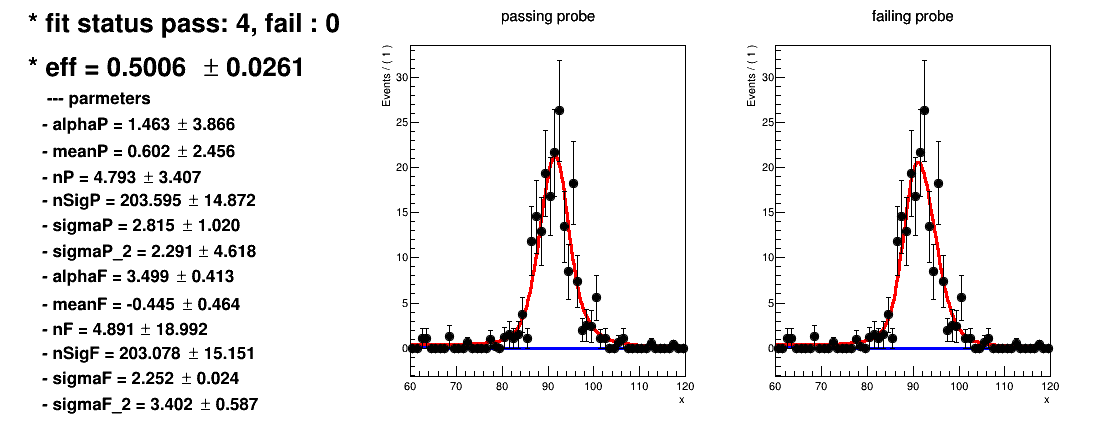 * fit status pass: 4, fail : 0
* eff = 0.5006 ± 0.0261
--- parmeters
- alphaP = 1.463 ± 3.866
- meanP = 0.602 ± 2.456
- nP = 4.793 ± 3.407
- nSigP = 203.595 ± 14.872
- sigmaP = 2.815 ± 1.020
- sigmaP_2 = 2.291 ± 4.618
- alphaF = 3.499 ± 0.413
- meanF = -0.445 ± 0.464
- nF = 4.891 ± 18.992
- nSigF = 203.078 ± 15.151
- sigmaF = 2.252 ± 0.024
- sigmaF_2 = 3.402 ± 0.587
passing probe
Events / ( 1 )
30
25
20
15
10
5
0
60 70 80 90 100 110 120
x
failing probe
Events / ( 1 )
30
25
20
15
10
5
0
60 70 80 90 100 110 120
x